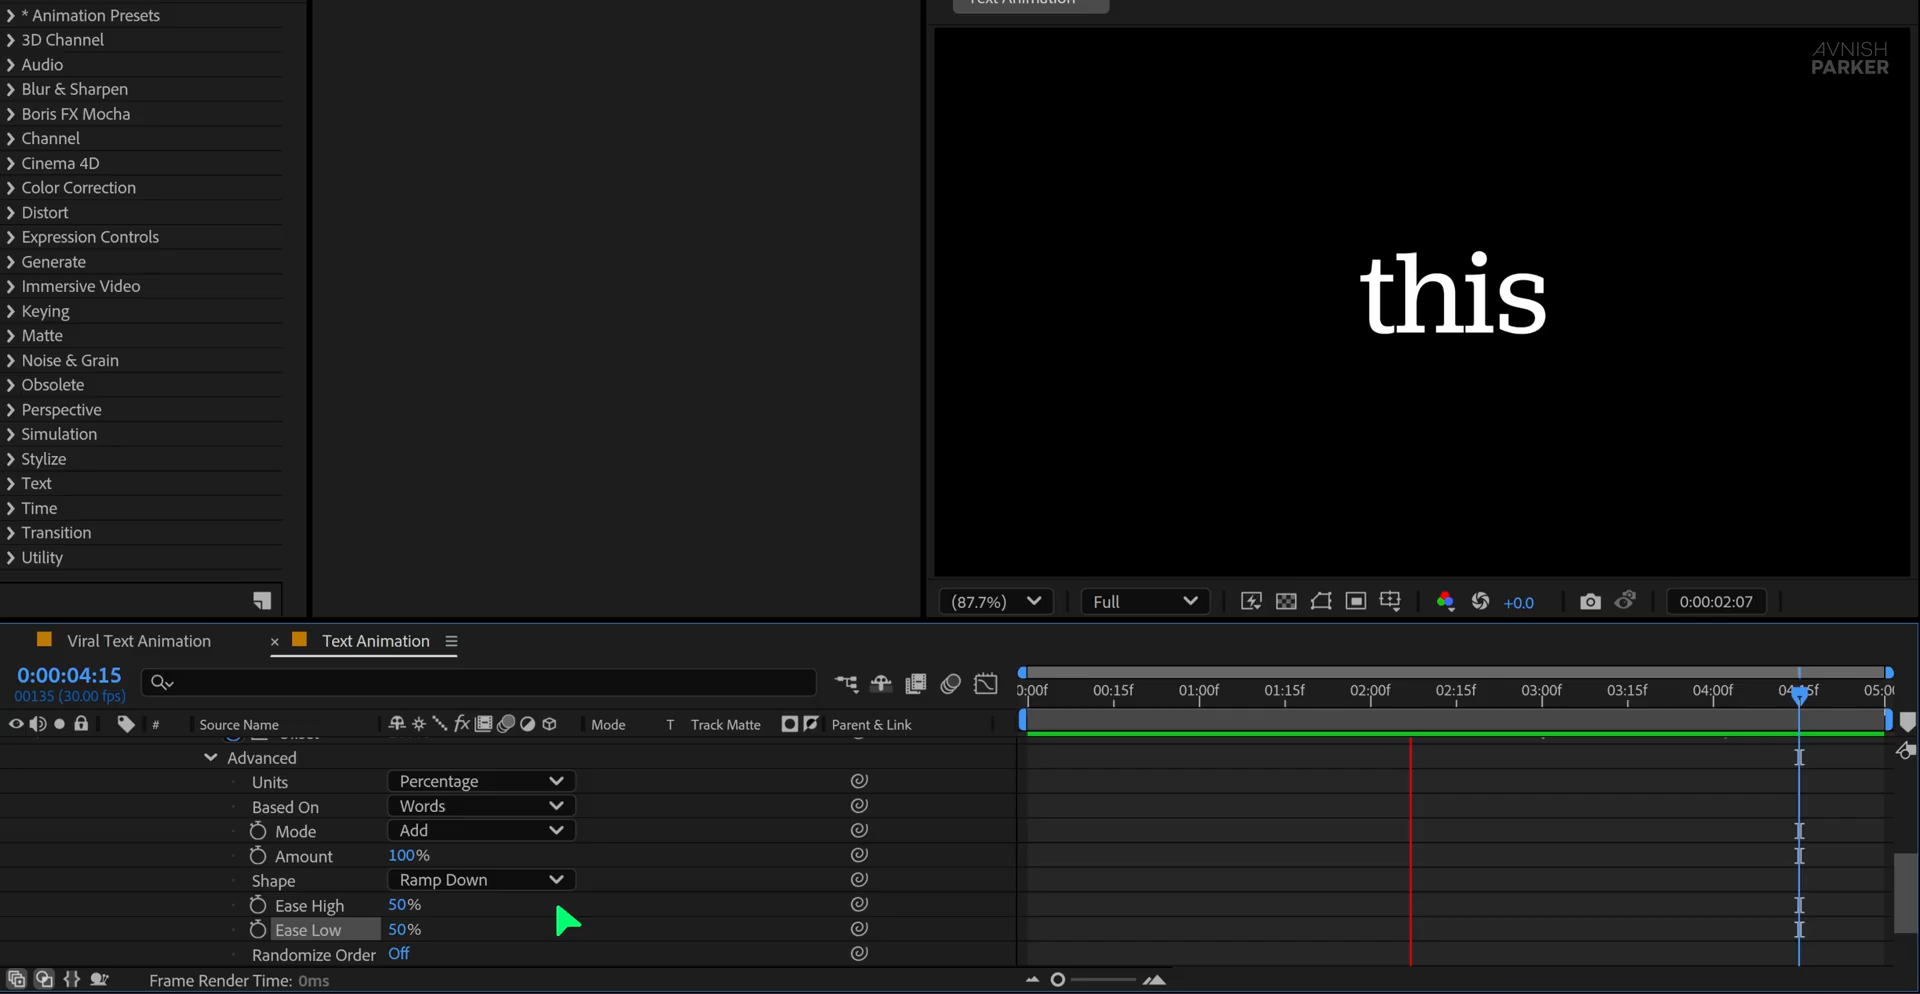 * Animation Presets
3D Channel
Audio
Blur & Sharpen
Boris FX Mocha
Channel
Cinema 4D
Color Correction
Distort
Expression Controls
Generate
Immersive Video
Keying
Matte
Noise & Grain
Obsolete
Perspective
Simulation
Stylize
Text
Time
Transition
Utility
Text Animation
AVNISH
PARKER
this
(87.7%) Full +0.0 0:00:02:07
Viral Text Animation × Text Animation
0:00:04:15
00135 (30.00 fps)
0:00f 00:15f 01:00f 01:15f 02:00f 02:15f 03:00f 03:15f 04:00f 04:15f 05:00
# Source Name fx Mode T Track Matte Parent & Link
Advanced
Units Percentage
Based On Words
Mode Add
Amount 100%
Shape Ramp Down
Ease High 50%
Ease Low 50%
Randomize Order Off
Frame Render Time: 0ms